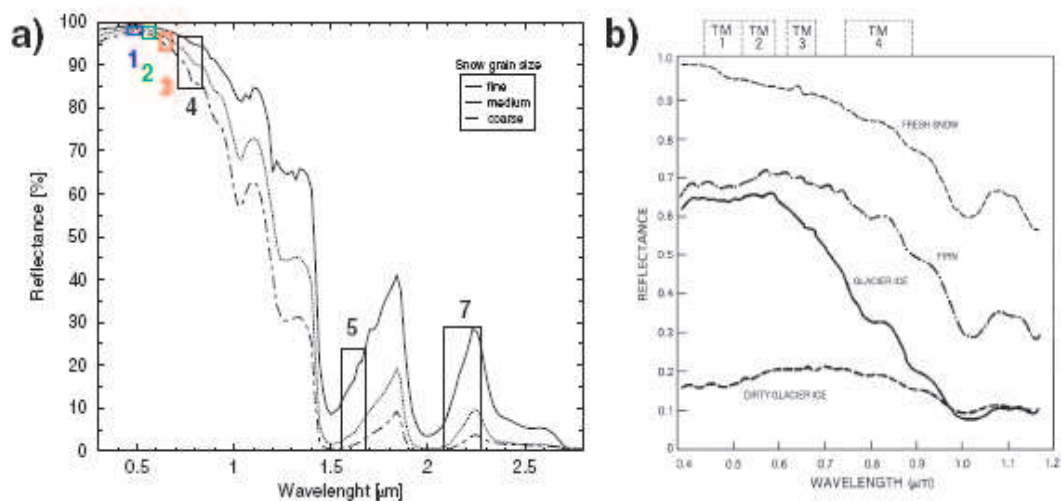 a)
100
90
80
70
60
50
40
30
20
10
0
Reflectance [%]
1
2
3
4
5
7
Snow grain size
fine
medium
coarse
0.5
1
1.5
2
2.5
Wavelenght [µm]
b)
TM 1
TM 2
TM 3
TM 4
1.0
0.9
0.8
0.7
0.6
0.5
0.4
0.3
0.2
0.1
REFLECTANCE
FRESH SNOW
FIRN
GLACIER ICE
DIRTY GLACIER ICE
0.4
0.5
0.6
0.7
0.8
0.9
1.0
1.1
1.2
WAVELENGTH (µm)